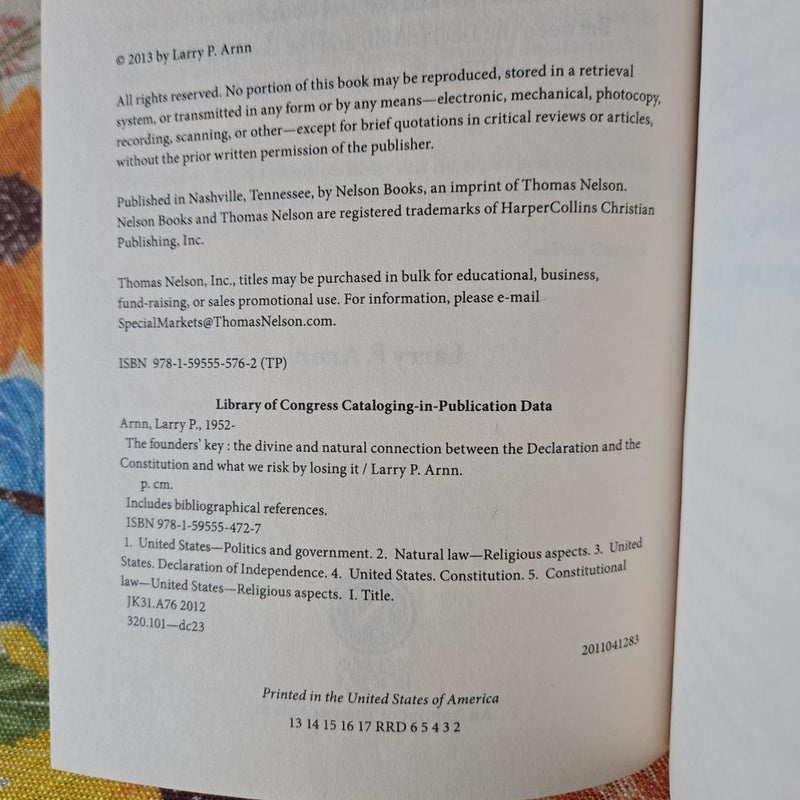 © 2013 by Larry P. Arnn
All rights reserved. No portion of this book may be reproduced, stored in a retrieval
system, or transmitted in any form or by any means—electronic, mechanical, photocopy,
recording, scanning, or other—except for brief quotations in critical reviews or articles,
without the prior written permission of the publisher.
Published in Nashville, Tennessee, by Nelson Books, an imprint of Thomas Nelson.
Nelson Books and Thomas Nelson are registered trademarks of HarperCollins Christian
Publishing, Inc.
Thomas Nelson, Inc., titles may be purchased in bulk for educational, business,
fund-raising, or sales promotional use. For information, please e-mail
SpecialMarkets@ThomasNelson.com.
ISBN 978-1-59555-576-2 (TP)
Library of Congress Cataloging-in-Publication Data
Arnn, Larry P., 1952-
The founders' key : the divine and natural connection between the Declaration and the
Constitution and what we risk by losing it / Larry P. Arnn.
p. cm.
Includes bibliographical references.
ISBN 978-1-59555-472-7
1. United States—Politics and government. 2. Natural law—Religious aspects. 3. United
States. Declaration of Independence. 4. United States. Constitution. 5. Constitutional
law—United States—Religious aspects. I. Title.
JK31.A76 2012
320.101—dc23
2011041283
Printed in the United States of America
13 14 15 16 17 RRD 6 5 4 3 2